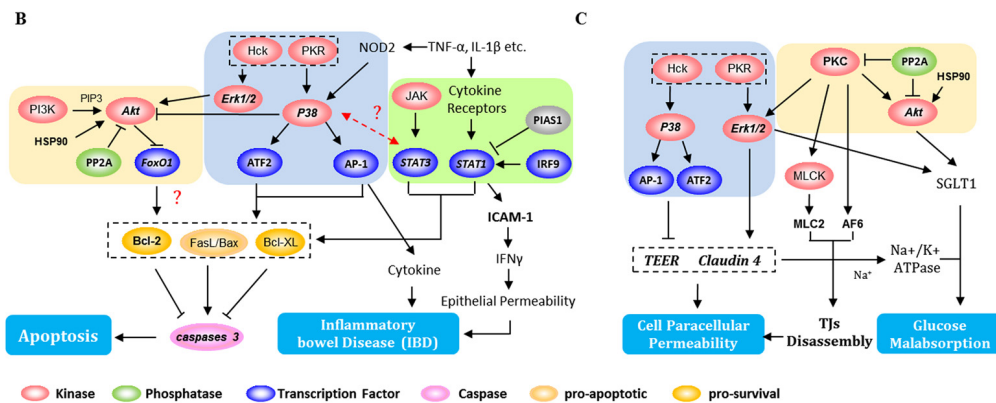 B
Hck PKR NOD2 TNF-α, IL-1β etc.
PI3K PIP3 Akt Erk1/2 P38 ? JAK Cytokine
Receptors
PIAS1
HSP90
PP2A FoxO1 ATF2 AP-1 STAT3 STAT1 IRF9
?
ICAM-1
Bcl-2 FasL/Bax Bcl-XL
IFNγ
Cytokine
Epithelial Permeability
Apoptosis caspases 3 Inflammatory
bowel Disease (IBD)
C
Hck PKR PKC PP2A
HSP90
P38 Erk1/2 Akt
AP-1 ATF2 MLCK SGLT1
MLC2 AF6
TEER Claudin 4 Na+ Na+/K+
ATPase
Cell Paracellular
Permeability
TJs
Disassembly
Glucose
Malabsorption
Kinase Phosphatase Transcription Factor Caspase pro-apoptotic pro-survival